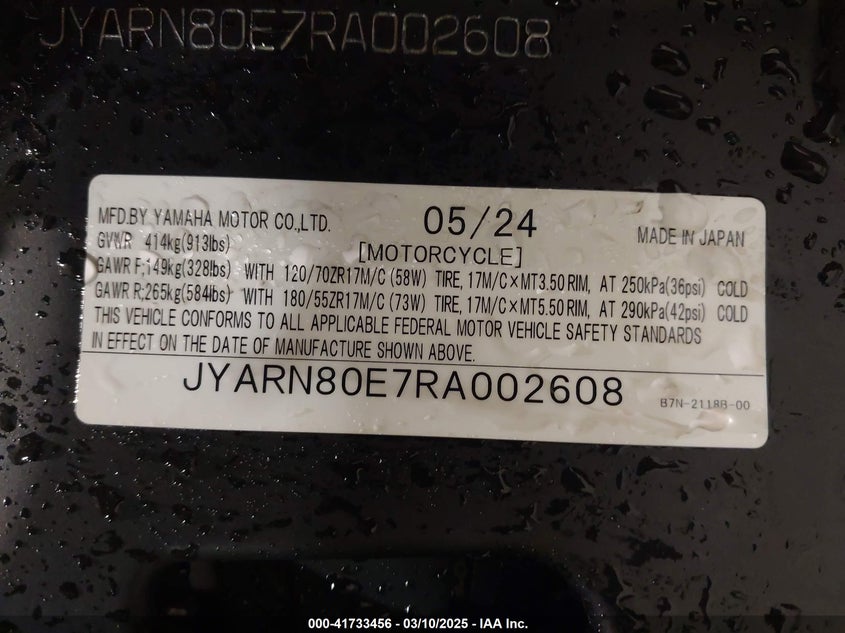 JYARN80E7RA002608
MFD.BY YAMAHA MOTOR CO.,LTD. 05/24 MADE IN JAPAN
GVWR 414kg(913lbs) [MOTORCYCLE]
GAWR F;149kg(328lbs) WITH 120/70ZR17M/C (58W) TIRE, 17M/C×MT3.50 RIM, AT 250kPa(36psi) COLD
GAWR R;265kg(584lbs) WITH 180/55ZR17M/C (73W) TIRE, 17M/C×MT5.50 RIM, AT 290kPa(42psi) COLD
THIS VEHICLE CONFORMS TO ALL APPLICABLE FEDERAL MOTOR VEHICLE SAFETY STANDARDS
IN EFFECT ON THE DATE OF MANUFACTURE SHOWN ABOVE.
JYARN80E7RA002608 B7N-2118B-00
000-41733456 - 03/10/2025 - IAA Inc.